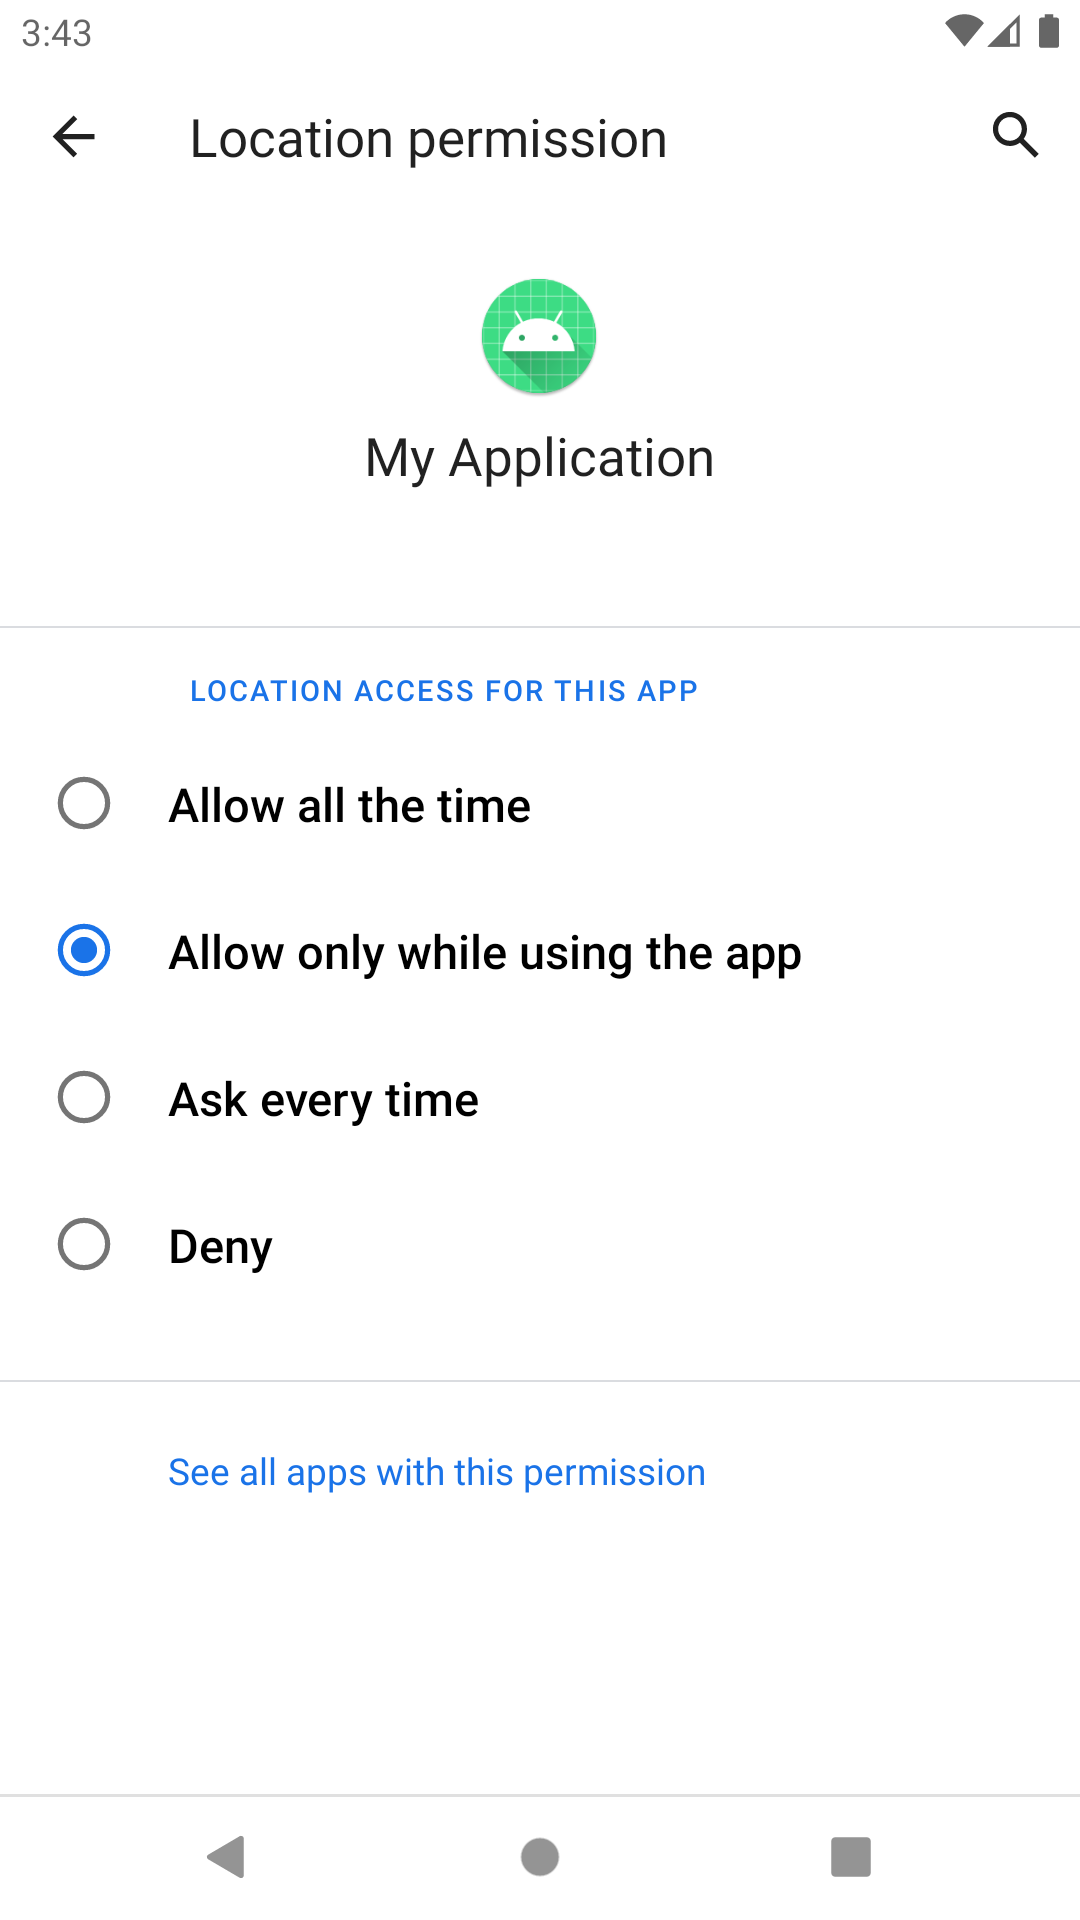 3:43
Location permission
My Application
LOCATION ACCESS FOR THIS APP
Allow all the time
Allow only while using the app
Ask every time
Deny
See all apps with this permission